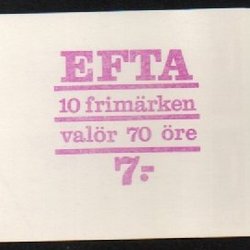 EFTA
10 frimärken
valör 70 öre
7:-